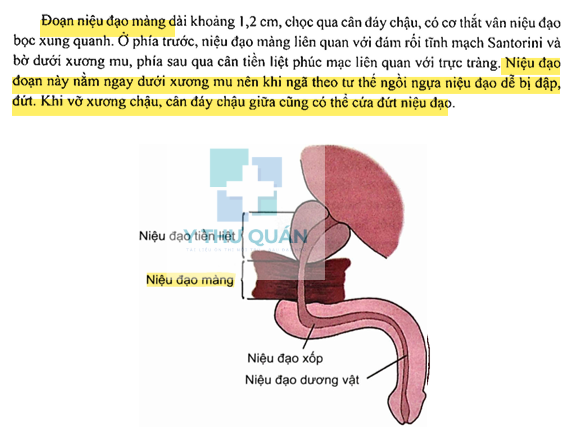 Đoạn niệu đạo màng dài khoảng 1,2 cm, chọc qua cân đáy chậu, có cơ thắt vân niệu đạo
bọc xung quanh. Ở phía trước, niệu đạo màng liên quan với đám rối tĩnh mạch Santorini và
bờ dưới xương mu, phía sau qua cân tiền liệt phúc mạc liên quan với trực tràng. Niệu đạo
đoạn này nằm ngay dưới xương mu nên khi ngã theo tư thế ngồi ngựa niệu đạo dễ bị đập,
đứt. Khi vỡ xương chậu, cân đáy chậu giữa cũng có thể cứa đứt niệu đạo.
Niệu đạo tiền liệt
Y THƯ QUÁN
Niệu đạo màng
Niệu đạo xốp
Niệu đạo dương vật